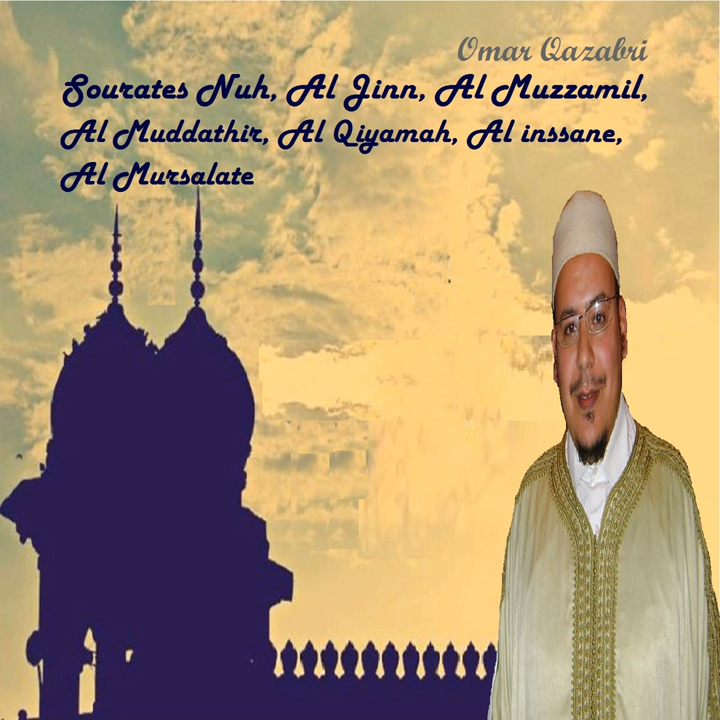 Omar Qazabri
Sourates Nuh, Al Jinn, Al Muzzamil,
Al Muddathir, Al Qiyamah, Al inssane,
Al Mursalate